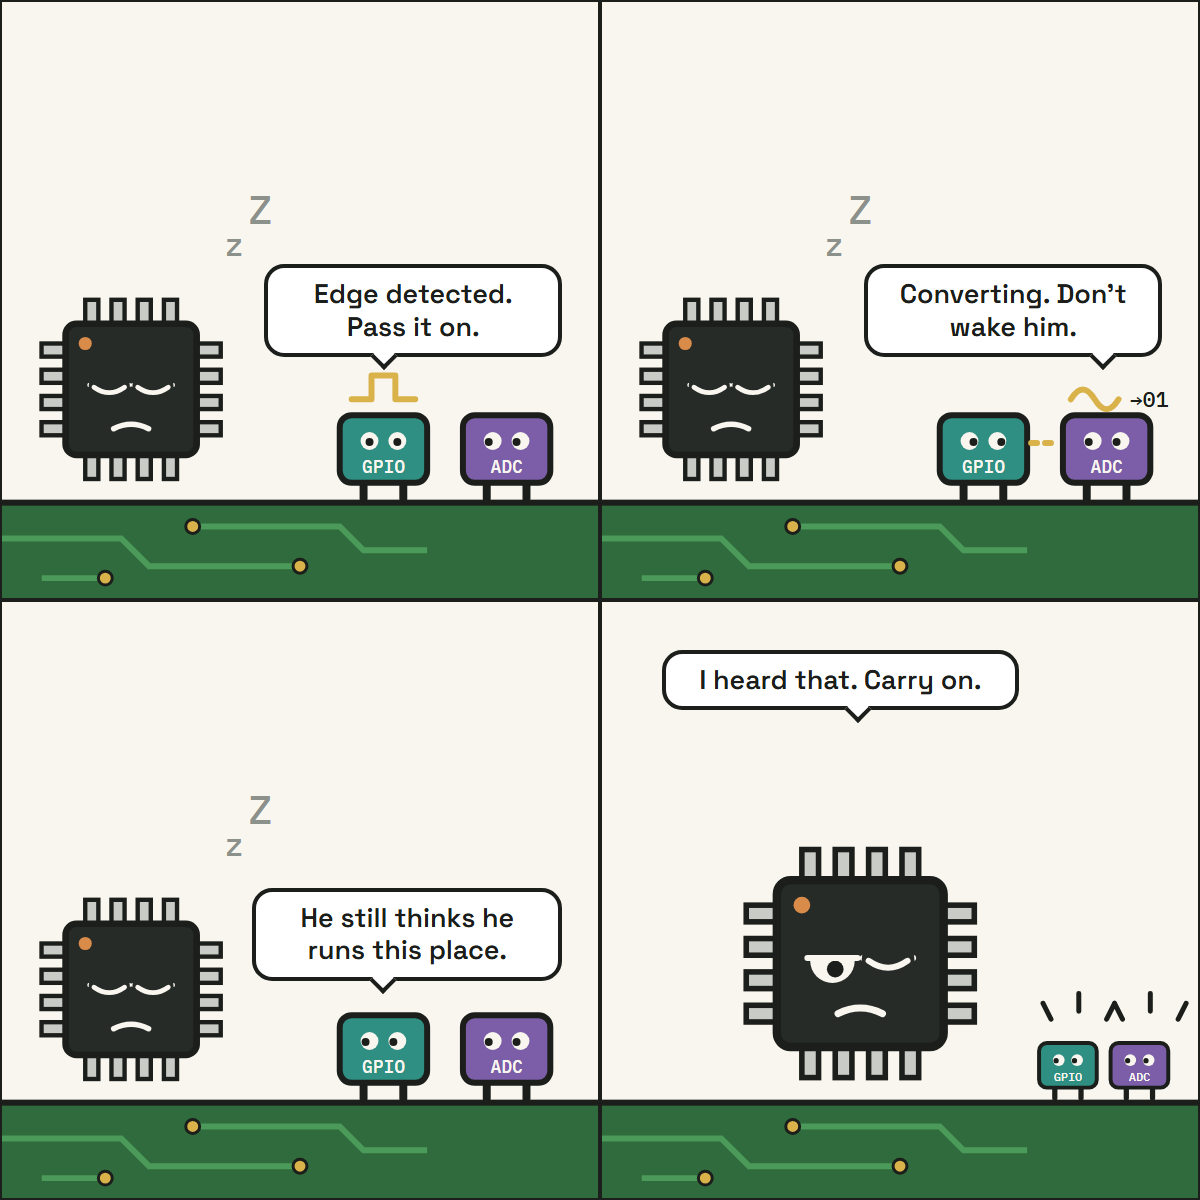 Z
z
Edge detected.
Pass it on.
GPIO
ADC
Z
z
Converting. Don’t
wake him.
→01
GPIO
ADC
Z
z
He still thinks he
runs this place.
GPIO
ADC
I heard that. Carry on.
GPIO
ADC